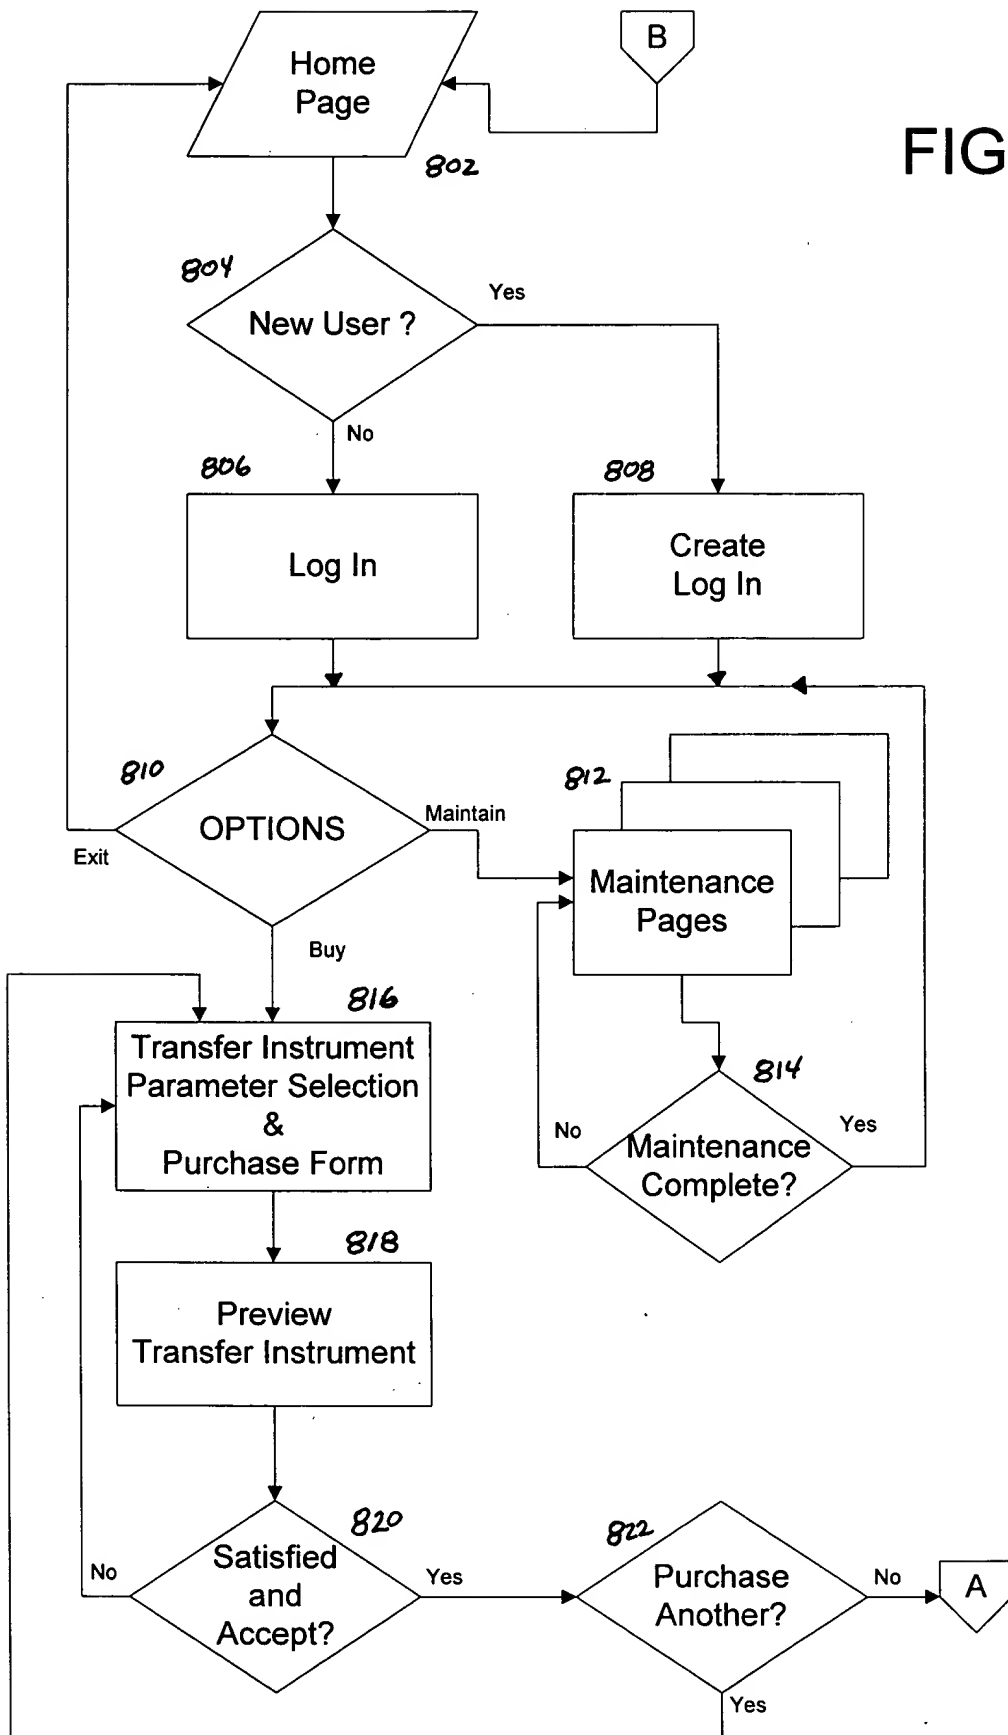 Home
Page
B
802
FIG
804
Yes
New User ?
No
806
808
Log In
Create
Log In
810
812
OPTIONS
Maintain
Exit
Maintenance
Pages
Buy
816
Transfer Instrument
Parameter Selection
&
Purchase Form
814
No
Yes
Maintenance
Complete?
818
Preview
Transfer Instrument
820
822
No
Satisfied
and
Accept?
Yes
Purchase
Another?
No
A
Yes